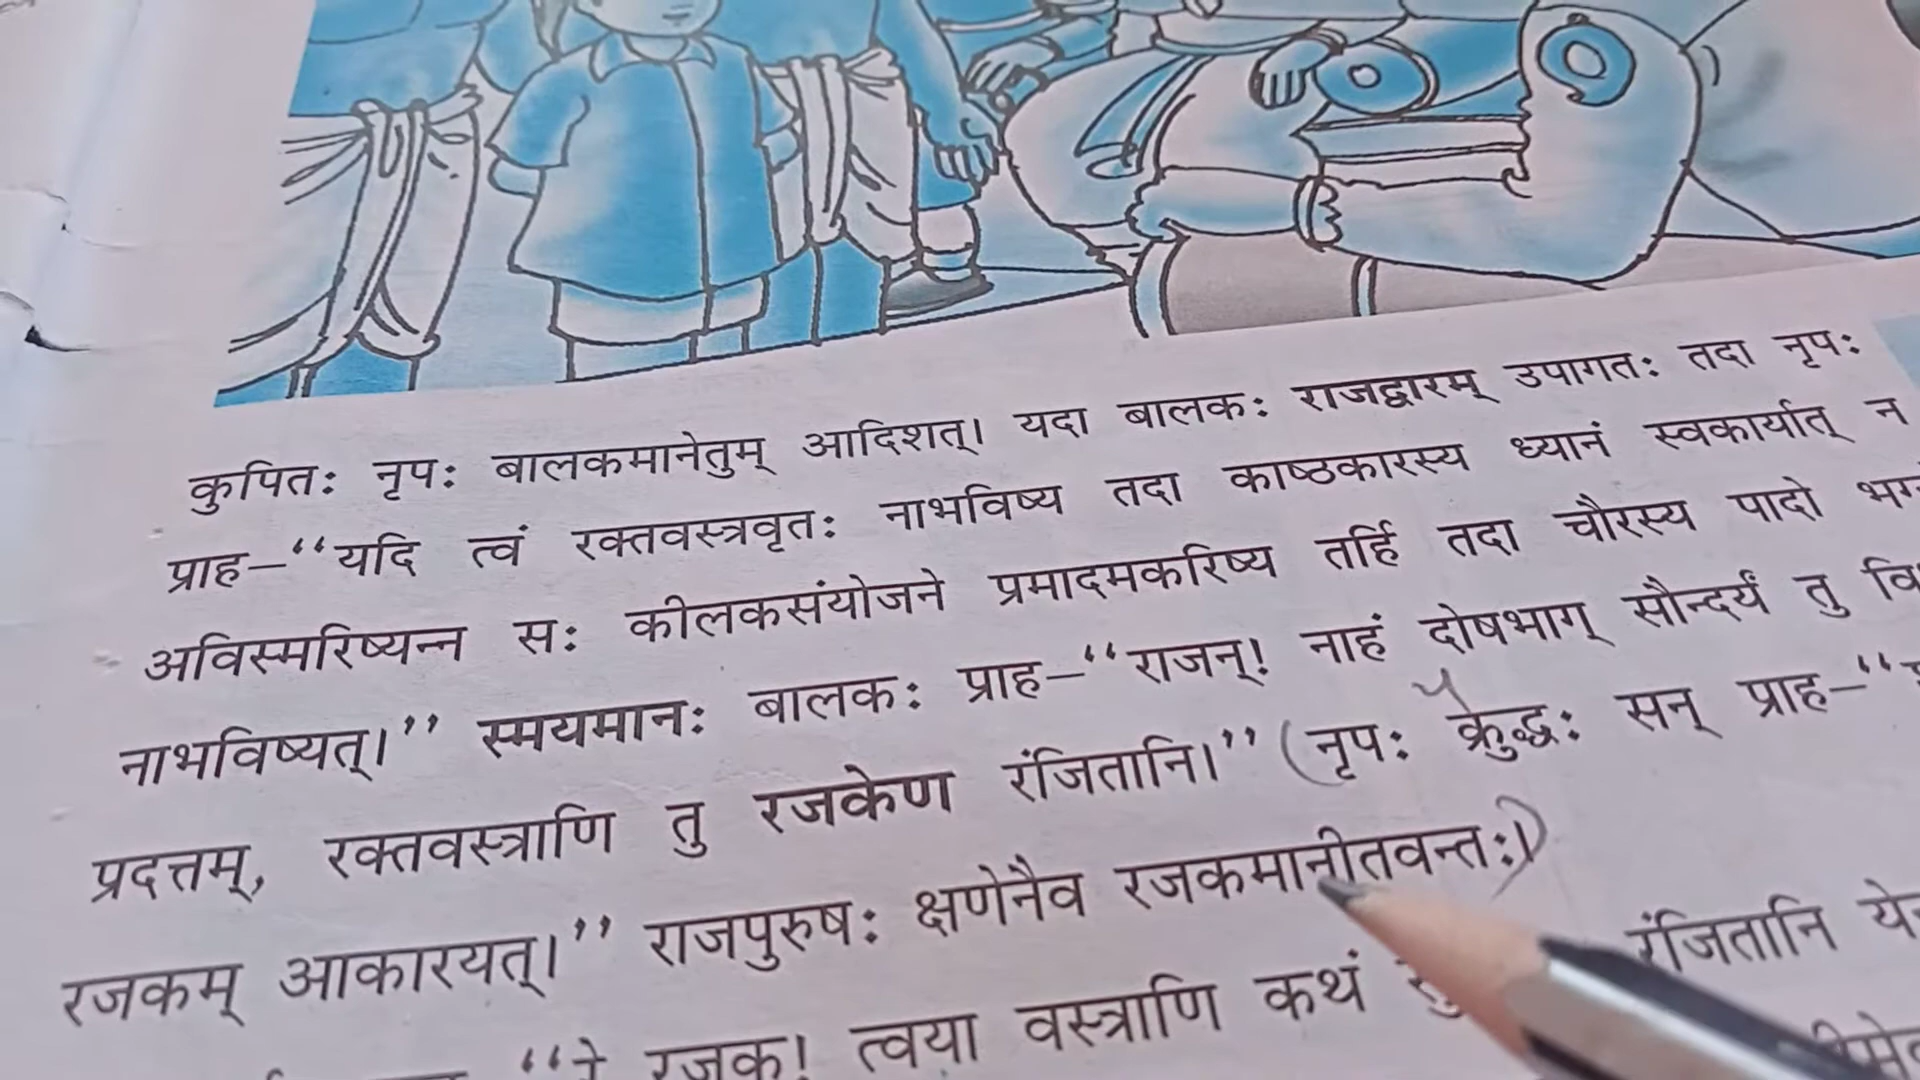 कुपितः नृपः बालकमानेतुम् आदिशत्। यदा बालकः राजद्वारम् उपागतः तदा नृपः
प्राह–“यदि त्वं रक्तवस्त्रवृतः नाभविष्य तदा काष्ठकारस्य ध्यानं स्वकार्यात् न
अविस्मरिष्यन्न सः कीलकसंयोजने प्रमादमकरिष्य तर्हि तदा चौरस्य पादो
नाभविष्यत्।” स्मयमानः बालकः प्राह–“राजन्! नाहं दोषभाग् सौन्दर्यं तु
प्रदत्तम्, रक्तवस्त्राणि तु रजकेण रंजितानि।” (नृपः क्रुद्धः सन् प्राह–“
रजकम् आकारयत्।” राजपुरुषः क्षणेनैव रजकमानीतवन्तः।)
“रे रजक! त्वया वस्त्राणि कथं रंजितानि